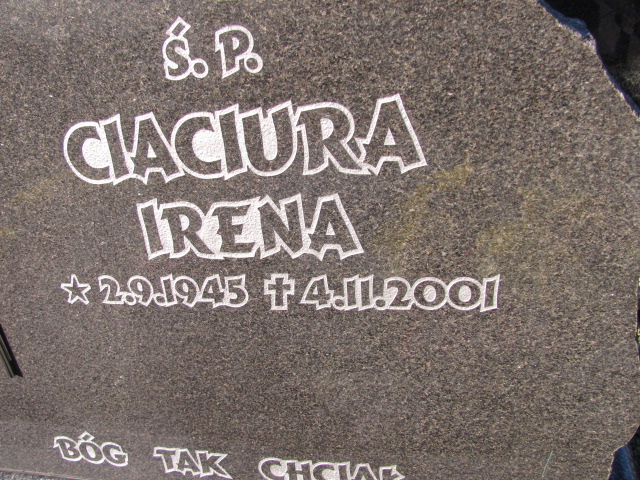 Ś. P.
CIACIURA
IRENA
☆ 2.9.1945 ✝ 4.11.2001
BÓG TAK CHCIAŁ